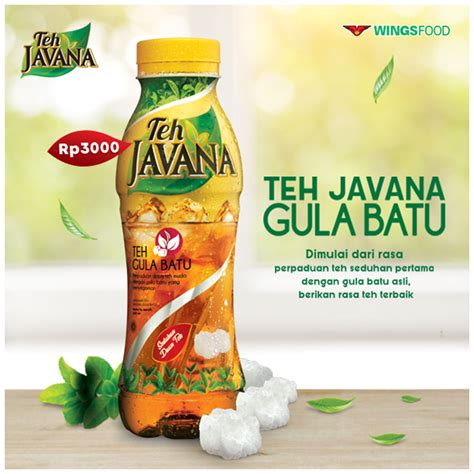 Teh
JAVANA
WINGSFOOD
Rp3000
Teh
JAVANA
TEH
GULA BATU
TEH JAVANA
GULA BATU
Dimulai dari rasa
perpaduan teh seduhan pertama
dengan gula batu asli,
berikan rasa teh terbaik